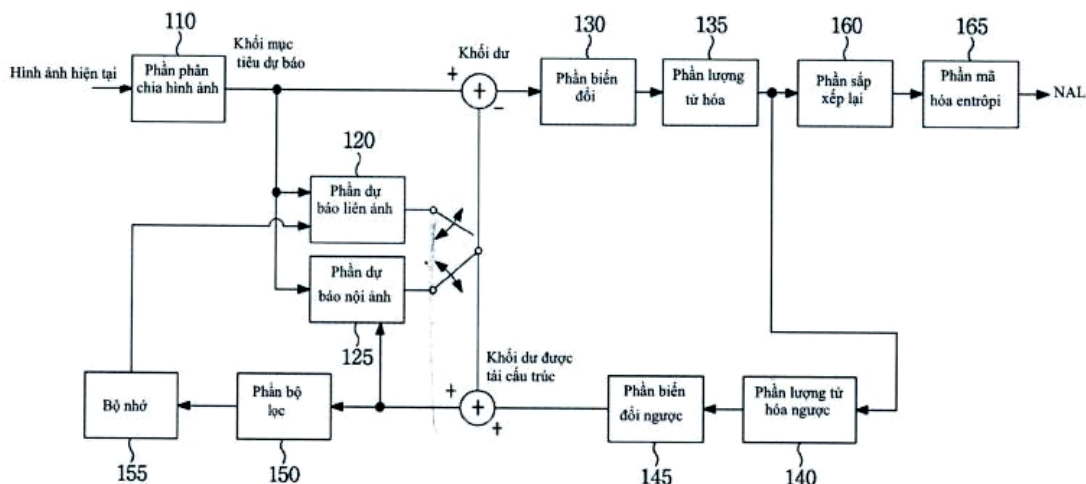 110
130
135
160
165
Hình ảnh hiện tại
Phần phân
chia hình ảnh
Khối mục
tiêu dự báo
+
+
−
Khối dư
Phần biến
đổi
Phần lượng
tử hóa
Phần sắp
xếp lại
Phần mã
hóa entrôpi
NAL
120
Phần dự
báo liên ảnh
Phần dự
báo nội ảnh
125
Khối dư được
tái cấu trúc
+
+
+
Bộ nhớ
Phần bộ
lọc
Phần biến
đổi ngược
Phần lượng tử
hóa ngược
155
150
145
140